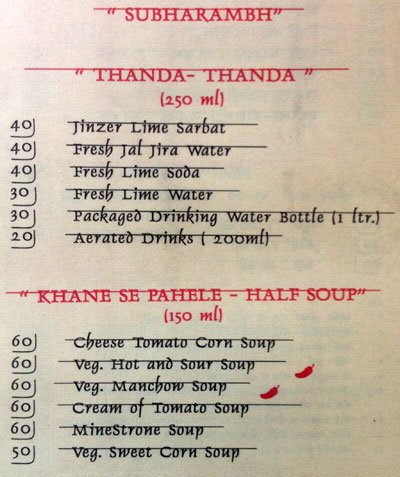 " SUBHARAMBH"
" THANDA- THANDA "
(250 ml)
40 Jinzer Lime Sarbat
40 Fresh Jal Jira Water
40 Fresh Lime Soda
30 Fresh Lime Water
30 Packaged Drinking Water Bottle (1 ltr.)
20 Aerated Drinks ( 200ml)
" KHANE SE PAHELE - HALF SOUP"
(150 ml)
60 Cheese Tomato Corn Soup
60 Veg. Hot and Sour Soup
60 Veg. Manchow Soup
60 Cream of Tomato Soup
60 MineStrone Soup
50 Veg. Sweet Corn Soup